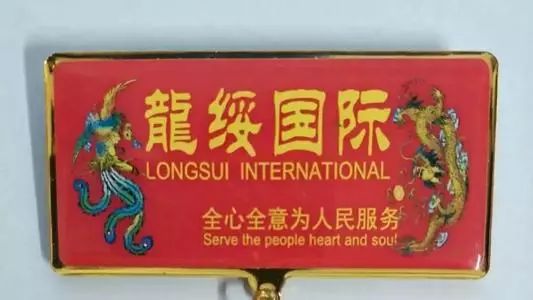 龍绥国际
LONGSUI INTERNATIONAL
全心全意为人民服务
Serve the people heart and soul